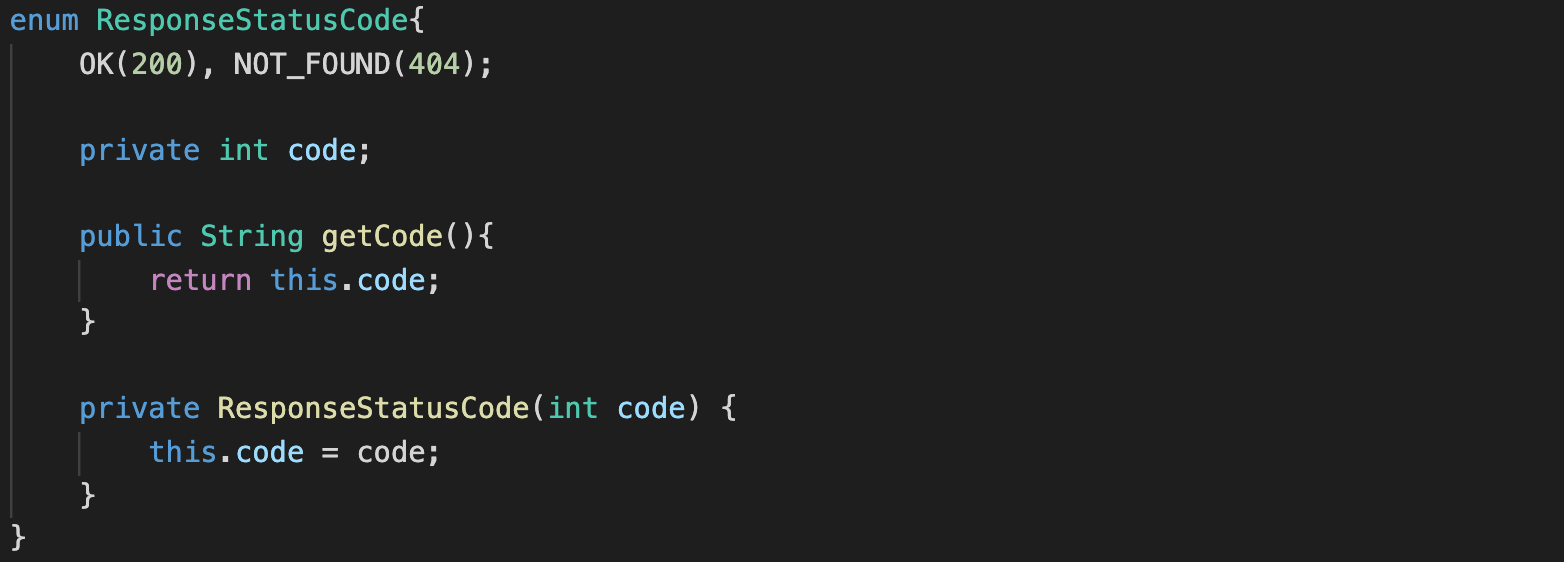 enum ResponseStatusCode{
    OK(200), NOT_FOUND(404);
    private int code;
    public String getCode(){
        return this.code;
    }
    private ResponseStatusCode(int code) {
        this.code = code;
    }
}